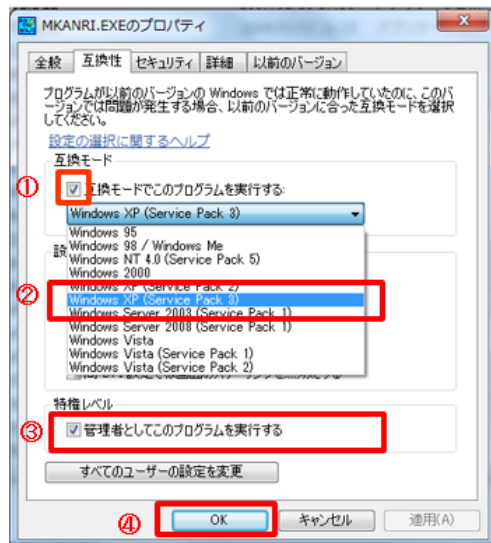 MKANRI.EXEのプロパティ
全般 互換性 セキュリティ 詳細 以前のバージョン
プログラムが以前のバージョンの Windows では正常に動作していたのに、このバ
ージョンでは問題が発生する場合、以前のバージョンに合った互換モードを選択
してください。
設定の選択に関するヘルプ
互換モード
① 互換モードでこのプログラムを実行する:
Windows XP (Service Pack 3)
Windows 95
設
Windows 98 / Windows Me
Windows NT 4.0 (Service Pack 5)
Windows 2000
Windows XP (Service Pack 2)
② Windows XP (Service Pack 3)
Windows Server 2003 (Service Pack 1)
Windows Server 2008 (Service Pack 1)
Windows Vista
Windows Vista (Service Pack 1)
Windows Vista (Service Pack 2)
特権レベル
③ 管理者としてこのプログラムを実行する
すべてのユーザーの設定を変更
④ OK キャンセル 適用(A)